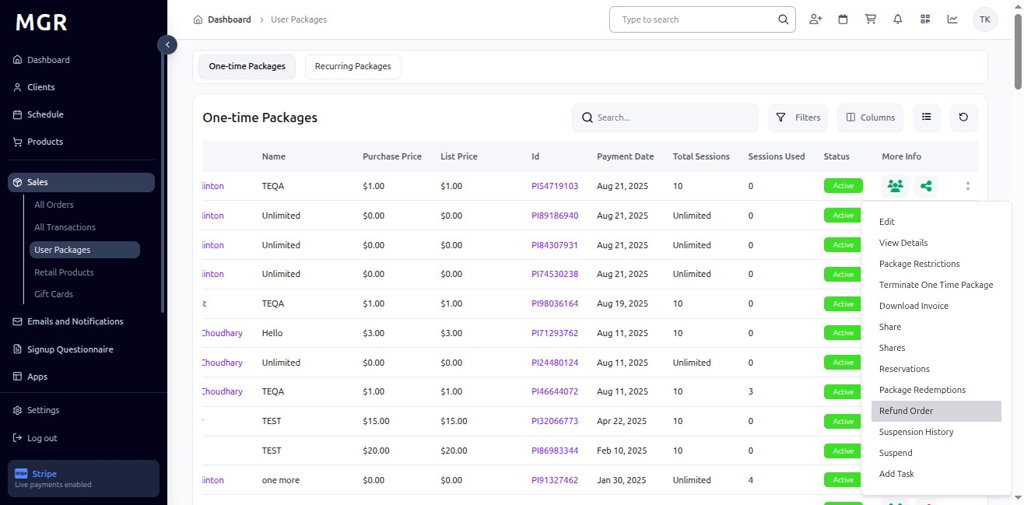 MGR
Dashboard
Clients
Schedule
Products
Sales
All Orders
All Transactions
User Packages
Retail Products
Gift Cards
Emails and Notifications
Signup Questionnaire
Apps
Settings
Log out
stripe Stripe
Live payments enabled
Dashboard > User Packages
Type to search
TK
One-time Packages Recurring Packages
One-time Packages Search... Filters Columns
Name Purchase Price List Price Id Payment Date Total Sessions Sessions Used Status More Info
linton TEQA $1.00 $1.00 PI54719103 Aug 21, 2025 10 0 Active
linton Unlimited $0.00 $0.00 PI89186940 Aug 21, 2025 Unlimited 0 Active
linton Unlimited $0.00 $0.00 PI84307931 Aug 21, 2025 Unlimited 0 Active
linton Unlimited $0.00 $0.00 PI74530238 Aug 21, 2025 Unlimited 0 Active
TEQA $1.00 $1.00 PI98036164 Aug 19, 2025 10 0 Active
Choudhary Hello $3.00 $3.00 PI71293762 Aug 11, 2025 10 0 Active
Choudhary Unlimited $0.00 $0.00 PI24480124 Aug 11, 2025 Unlimited 0 Active
Choudhary TEQA $1.00 $1.00 PI46644072 Aug 11, 2025 10 3 Active
TEST $15.00 $15.00 PI32066773 Apr 22, 2025 10 0 Active
TEST $20.00 $20.00 PI86983344 Feb 10, 2025 10 0 Active
linton one more $0.00 $0.00 PI91327462 Jan 30, 2025 Unlimited 4 Active
Edit
View Details
Package Restrictions
Terminate One Time Package
Download Invoice
Share
Shares
Reservations
Package Redemptions
Refund Order
Suspension History
Suspend
Add Task